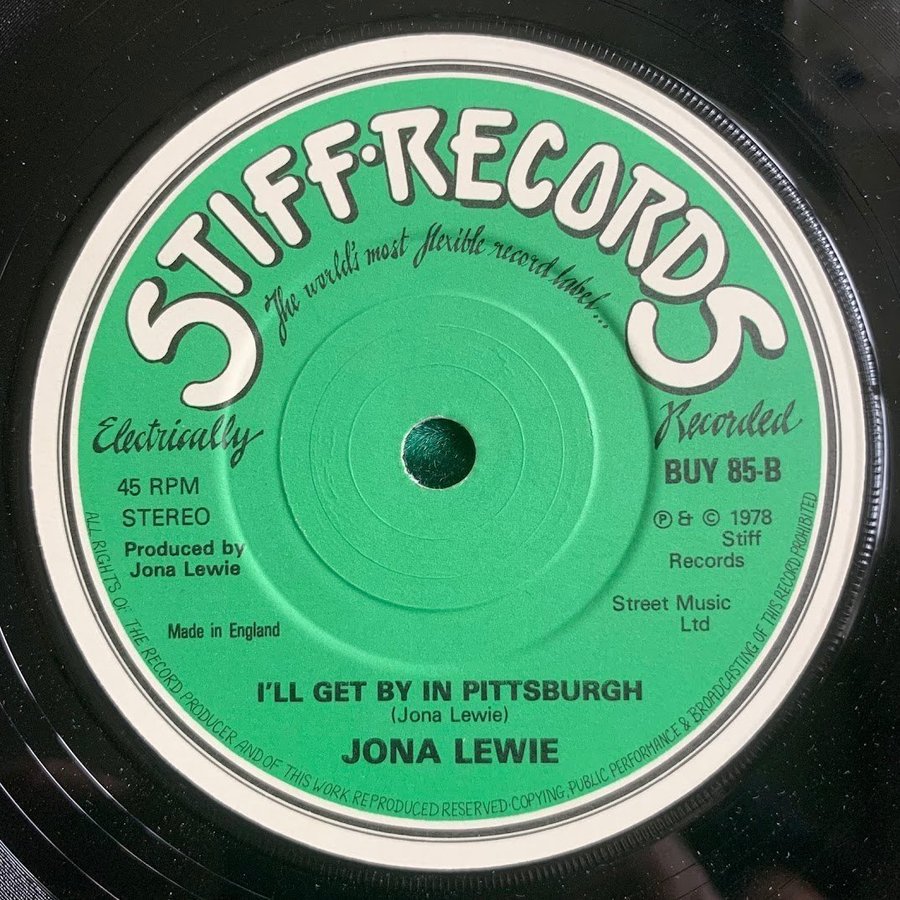 STIFF·RECORDS
The world's most flexible record label...
Electrically
Recorded
45 RPM
STEREO
Produced by
Jona Lewie
Made in England
BUY 85-B
Ⓟ & © 1978
Stiff
Records
Street Music
Ltd
I'LL GET BY IN PITTSBURGH
(Jona Lewie)
JONA LEWIE
ALL RIGHTS OF THE RECORD PRODUCER AND OF THIS WORK REPRODUCED RESERVED·COPYING, PUBLIC PERFORMANCE & BROADCASTING OF THIS RECORD PROHIBITED